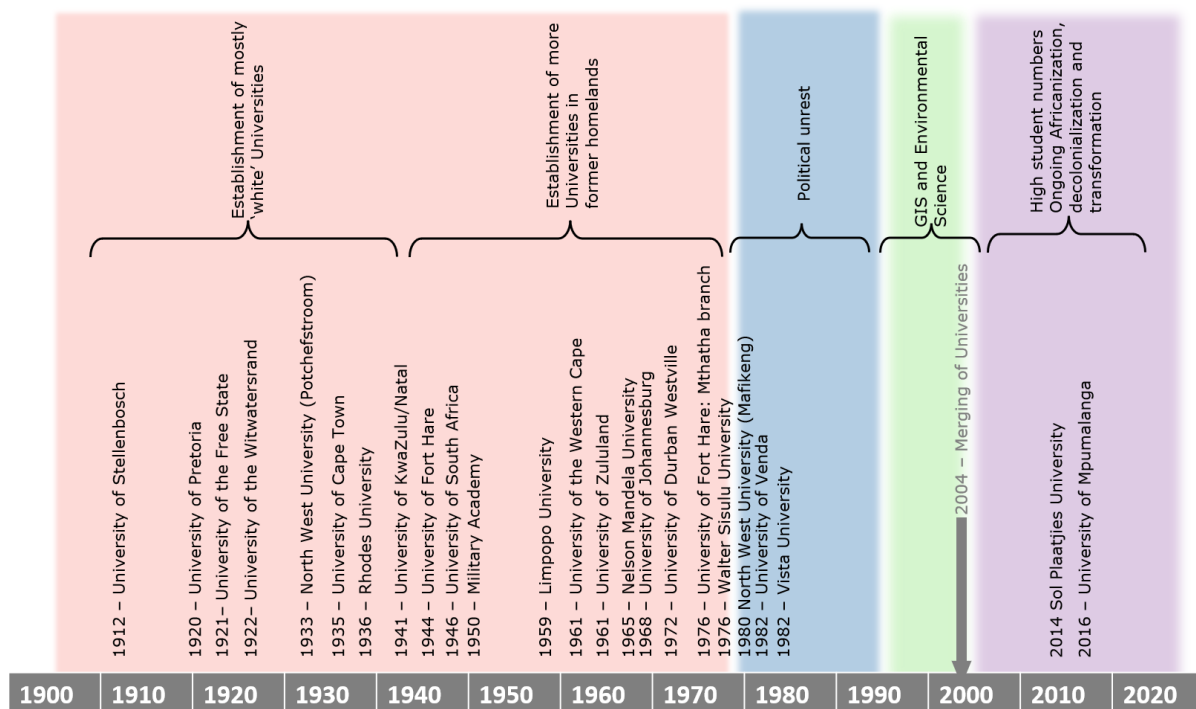 Establishment of mostly
‘white’ Universities
Establishment of more
Universities in
former homelands
Political unrest
GIS and Environmental
Science
High student numbers
Ongoing Africanization,
decolonialization and
transformation
1912 – University of Stellenbosch
1920 – University of Pretoria
1921– University of the Free State
1922 – University of the Witwatersrand
1933 – North West University (Potchefstroom)
1935 – University of Cape Town
1936 – Rhodes University
1941 – University of KwaZulu/Natal
1944 – University of Fort Hare
1946 – University of South Africa
1950 – Military Academy
1959 – Limpopo University
1961 – University of the Western Cape
1961 – University of Zululand
1965 – Nelson Mandela University
1968 – University of Johannesburg
1972 – University of Durban Westville
1976 – University of Fort Hare: Mthatha branch
1976 – Walter Sisulu University
1980 North West University (Mafikeng)
1982 – University of Venda
1982 – Vista University
2004 – Merging of Universities
2014 Sol Plaatjies University
2016 – University of Mpumalanga
1900 1910 1920 1930 1940 1950 1960 1970 1980 1990 2000 2010 2020